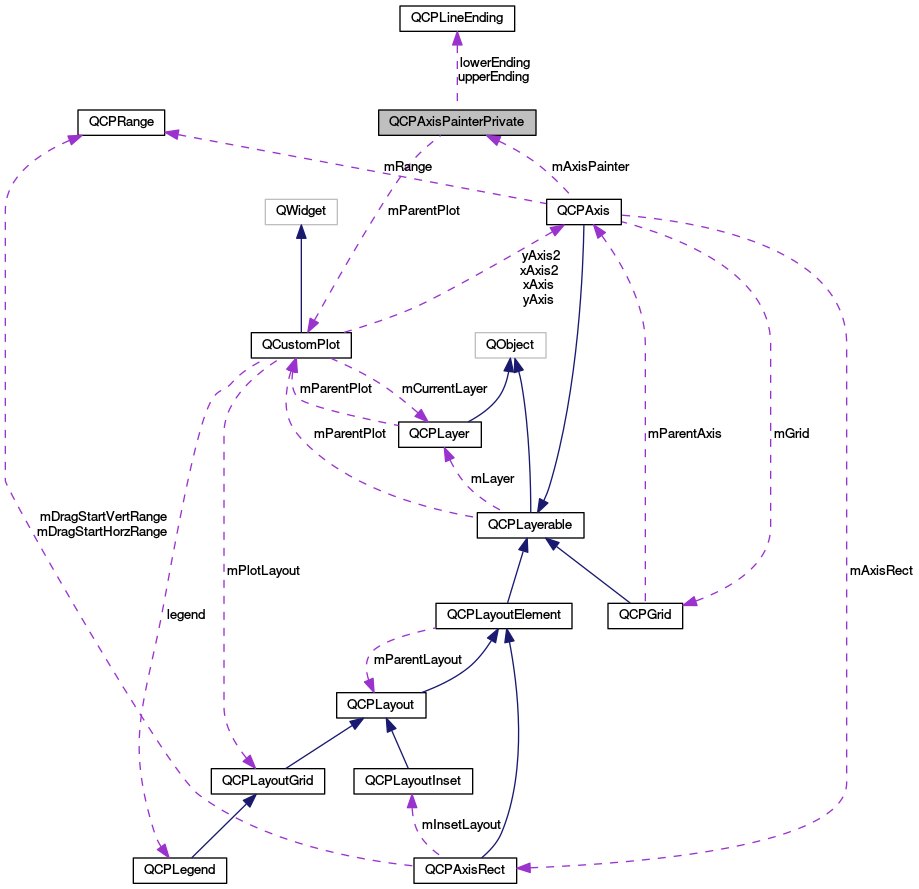 QCPLineEnding
lowerEnding
upperEnding
QCPRange
QCPAxisPainterPrivate
mRange
mAxisPainter
QWidget
mParentPlot
QCPAxis
yAxis2
xAxis2
xAxis
yAxis
QCustomPlot
QObject
mParentPlot
mCurrentLayer
mParentPlot
QCPLayer
mParentAxis
mGrid
mLayer
mDragStartVertRange
mDragStartHorzRange
QCPLayerable
mPlotLayout
mAxisRect
legend
QCPLayoutElement
QCPGrid
mParentLayout
QCPLayout
QCPLayoutGrid
QCPLayoutInset
mInsetLayout
QCPLegend
QCPAxisRect